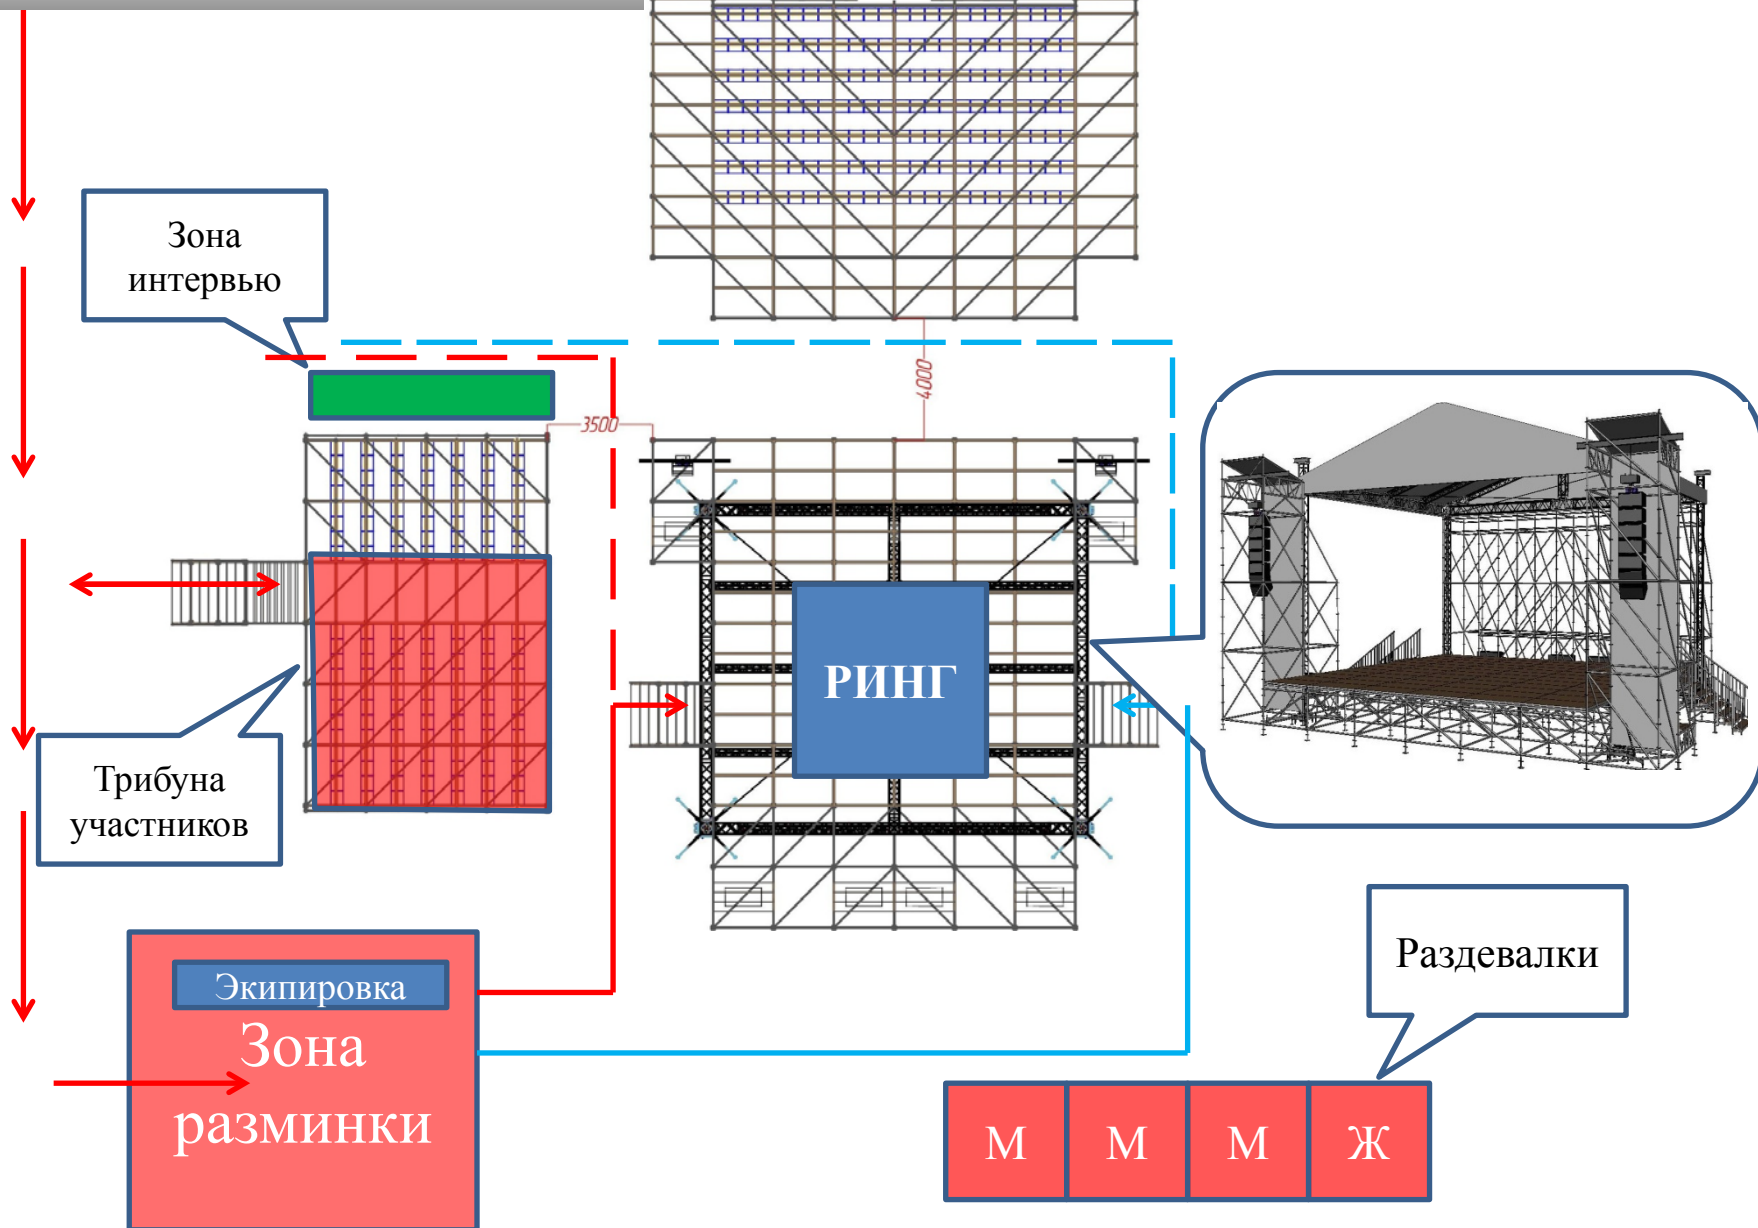 Зона
интервью
4000
3500
РИНГ
Трибуна
участников
Экипировка
Зона
разминки
Раздевалки
М М М Ж